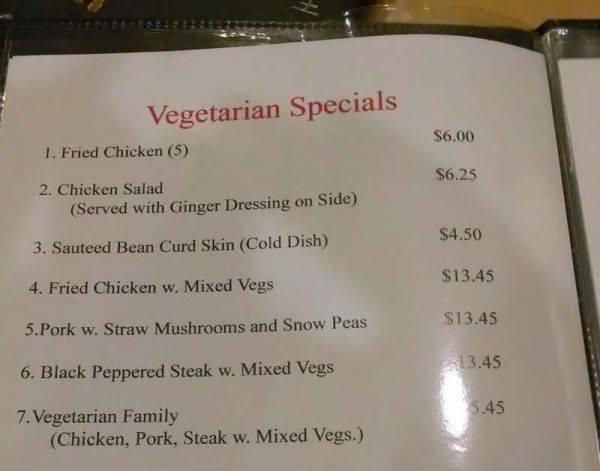 Vegetarian Specials
1. Fried Chicken (5) $6.00
2. Chicken Salad $6.25
(Served with Ginger Dressing on Side)
3. Sauteed Bean Curd Skin (Cold Dish) $4.50
4. Fried Chicken w. Mixed Vegs $13.45
5.Pork w. Straw Mushrooms and Snow Peas $13.45
6. Black Peppered Steak w. Mixed Vegs 13.45
7.Vegetarian Family 5.45
(Chicken, Pork, Steak w. Mixed Vegs.)